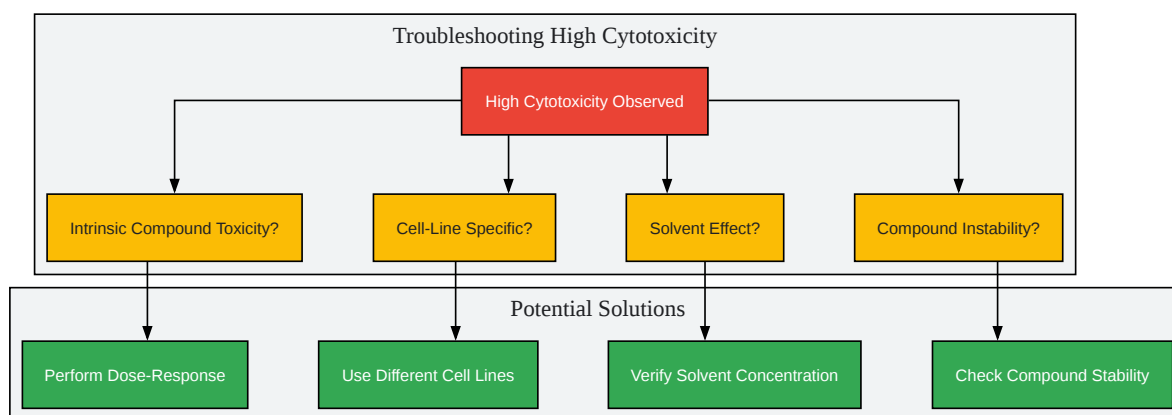 Troubleshooting High Cytotoxicity
High Cytotoxicity Observed
Intrinsic Compound Toxicity?
Cell-Line Specific?
Solvent Effect?
Compound Instability?
Potential Solutions
Perform Dose-Response
Use Different Cell Lines
Verify Solvent Concentration
Check Compound Stability